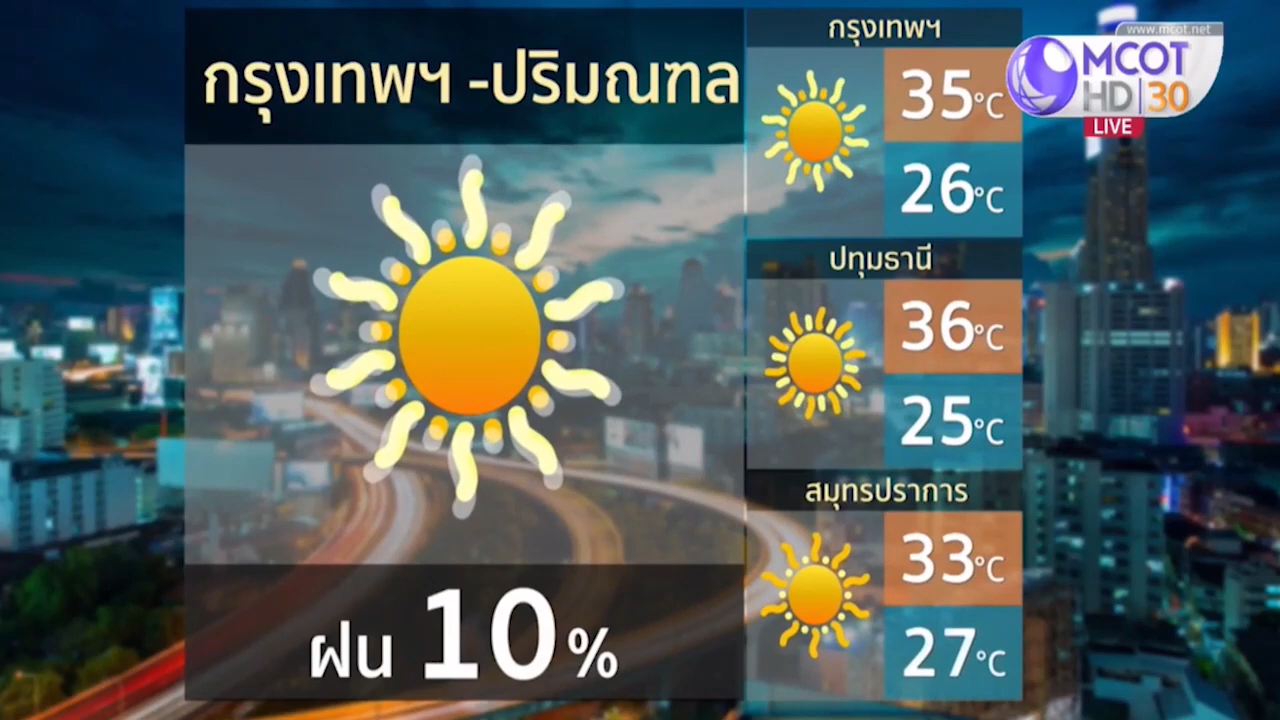 กรุงเทพฯ -ปริมณฑล
ฝน 10 %
กรุงเทพฯ
35°C
26°C
ปทุมธานี
36°C
25°C
สมุทรปราการ
33°C
27°C
www.mcot.net
MCOT
HD 30
LIVE